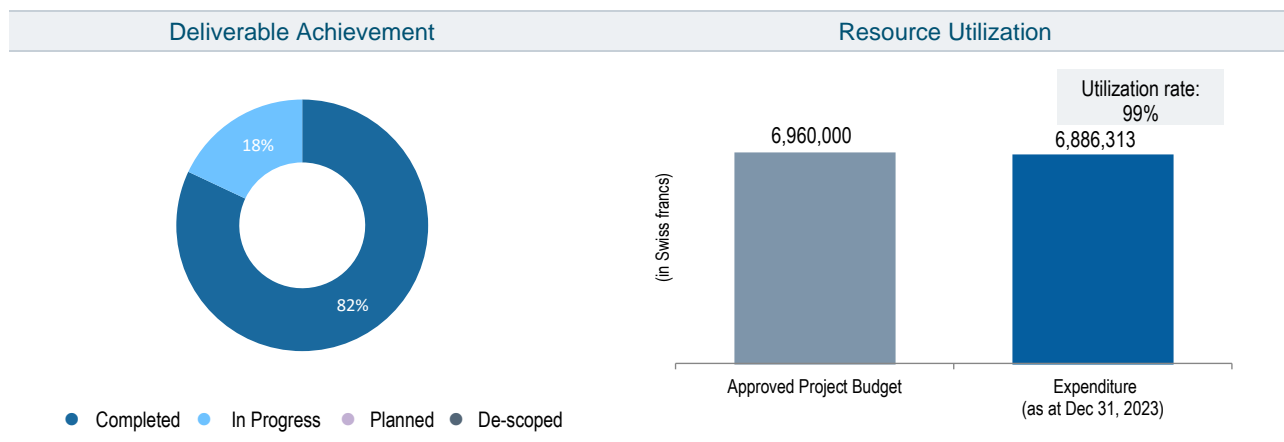 Deliverable Achievement
Resource Utilization
18%
82%
Completed In Progress Planned De-scoped
Utilization rate:
99%
(in Swiss francs)
6,960,000
6,886,313
Approved Project Budget
Expenditure
(as at Dec 31, 2023)